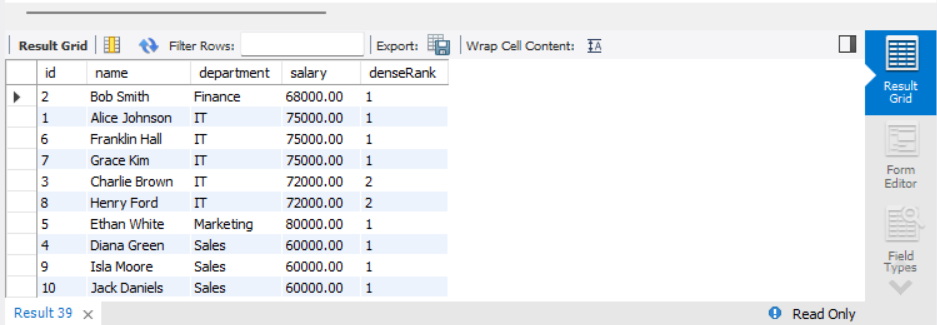 Result Grid Filter Rows: Export: Wrap Cell Content:
id name department salary denseRank
2 Bob Smith Finance 68000.00 1
1 Alice Johnson IT 75000.00 1
6 Franklin Hall IT 75000.00 1
7 Grace Kim IT 75000.00 1
3 Charlie Brown IT 72000.00 2
8 Henry Ford IT 72000.00 2
5 Ethan White Marketing 80000.00 1
4 Diana Green Sales 60000.00 1
9 Isla Moore Sales 60000.00 1
10 Jack Daniels Sales 60000.00 1
Result
Grid
Form
Editor
Field
Types
Result 39 Read Only